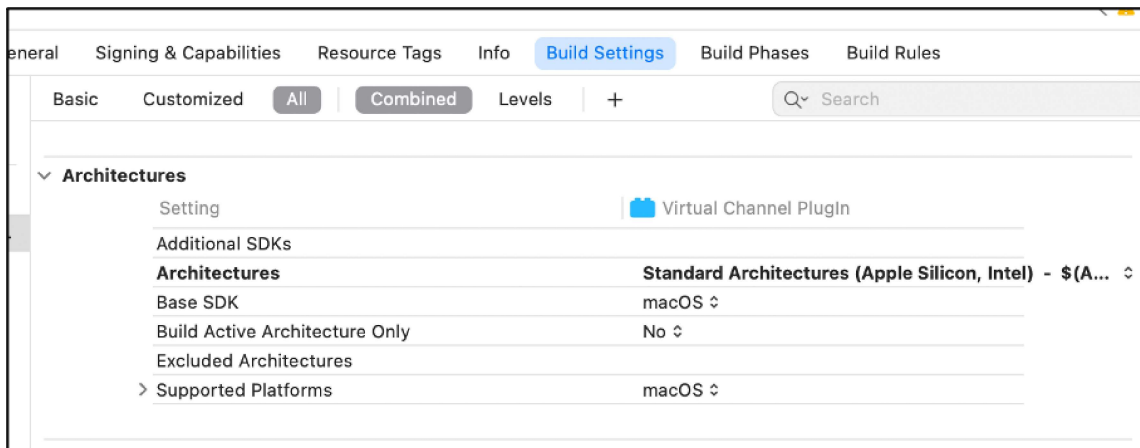 eneral Signing & Capabilities Resource Tags Info Build Settings Build Phases Build Rules
Basic Customized All Combined Levels + Search
Architectures
Setting Virtual Channel PlugIn
Additional SDKs
Architectures Standard Architectures (Apple Silicon, Intel) - $(A...
Base SDK macOS
Build Active Architecture Only No
Excluded Architectures
Supported Platforms macOS